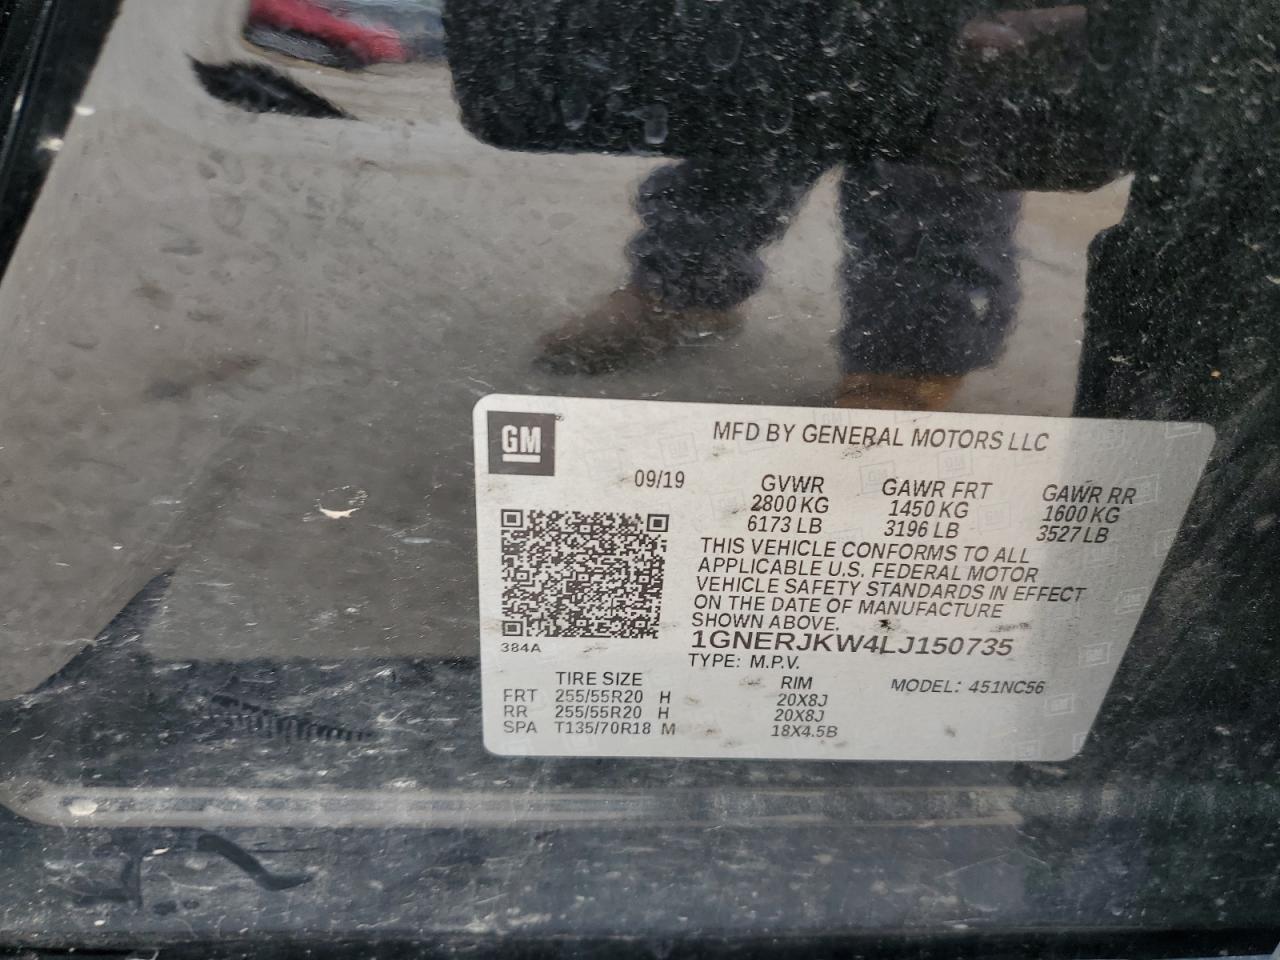 GM
MFD BY GENERAL MOTORS LLC
09/19
GVWR GAWR FRT GAWR RR
2800 KG 1450 KG 1600 KG
6173 LB 3196 LB 3527 LB
THIS VEHICLE CONFORMS TO ALL
APPLICABLE U.S. FEDERAL MOTOR
VEHICLE SAFETY STANDARDS IN EFFECT
ON THE DATE OF MANUFACTURE
SHOWN ABOVE.
384A
1GNERJKW4LJ150735
TYPE: M.P.V.
TIRE SIZE RIM MODEL: 451NC56
FRT 255/55R20 H 20X8J
RR 255/55R20 H 20X8J
SPA T135/70R18 M 18X4.5B